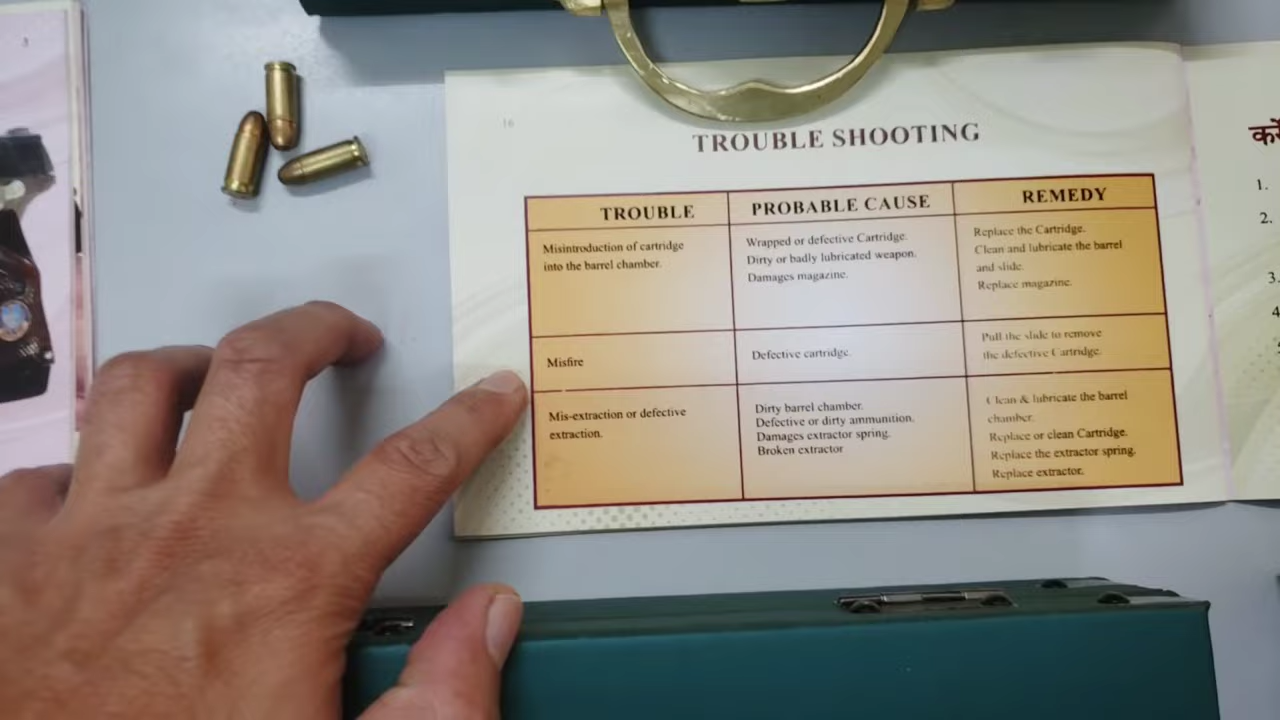 16
TROUBLE SHOOTING
TROUBLE
PROBABLE CAUSE
REMEDY
Misintroduction of cartridge
into the barrel chamber.
Wrapped or defective Cartridge.
Dirty or badly lubricated weapon.
Damages magazine.
Replace the Cartridge.
Clean and lubricate the barrel
and slide.
Replace magazine.
Misfire
Defective cartridge.
Pull the slide to remove
the defective Cartridge.
Mis-extraction or defective
extraction.
Dirty barrel chamber.
Defective or dirty ammunition.
Damages extractor spring.
Broken extractor
Clean & lubricate the barrel
chamber.
Replace or clean Cartridge.
Replace the extractor spring.
Replace extractor.
1.
2.
3.